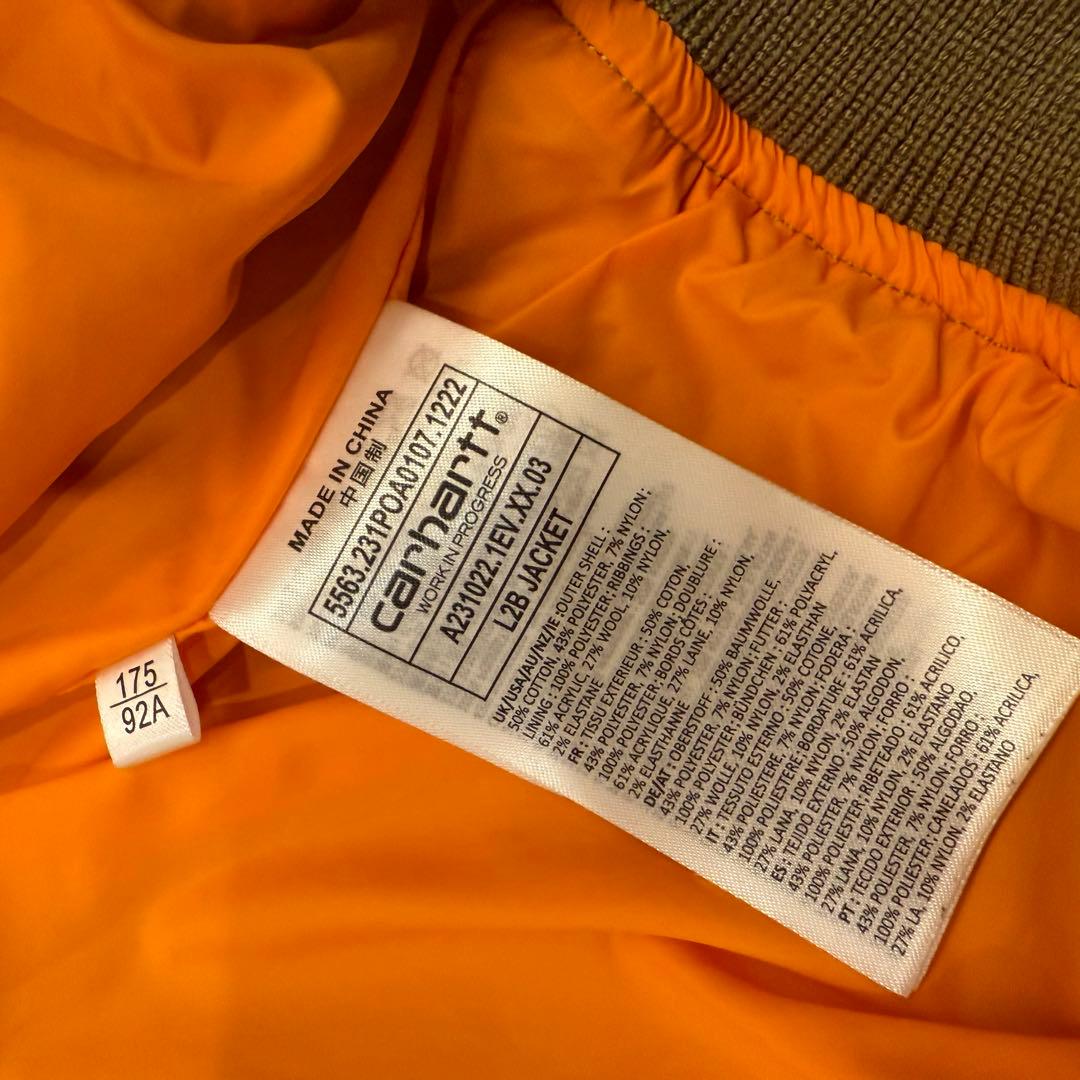 MADE IN CHINA
中国制
5563.231POA0107.1222
carhartt®
WORK IN PROGRESS
A231022.1EV.XX.03
L2B JACKET
UK/USA/AU/NZ/IE :OUTER SHELL :
50% COTTON, 43% POLYESTER, 7% NYLON ;
LINING : 100% POLYESTER;RIBBINGS :
61% ACRYLIC, 27% WOOL, 10% NYLON,
2% ELASTANE
FR : TISSU EXTERIEUR : 50% COTON,
43% POLYESTER, 7% NYLON ; DOUBLURE :
100% POLYESTER; BORDS CÔTES :
61% ACRYLIQUE, 27% LAINE, 10% NYLON,
2% ELASTHANNE
DE/AT : OBERSTOFF : 50% BAUMWOLLE,
43% POLYESTER, 7% NYLON ;FUTTER :
100% POLYESTER; BÜNDCHEN : 61% POLYACRYL,
27% WOLLE, 10% NYLON, 2% ELASTHAN
IT : TESSUTO ESTERNO : 50% COTONE,
43% POLIESTERE, 7% NYLON ; FODERA :
100% POLIESTERE; BORDATURE : 61% ACRILICA,
27% LANA, 10% NYLON, 2% ELASTAN
ES : TEJIDO EXTERNO : 50% ALGODON,
43% POLIESTER, 7% NYLON ; FORRO :
100% POLIESTER; RIBETEADO : 61% ACRILICO,
27% LANA, 10% NYLON, 2% ELASTANO
PT : TECIDO EXTERIOR : 50% ALGODAO,
43% POLIESTER, 7% NYLON ; FORRO :
100% POLIESTER; CANELADOS : 61% ACRILICA,
27% LA, 10% NYLON, 2% ELASTANO
175
92A